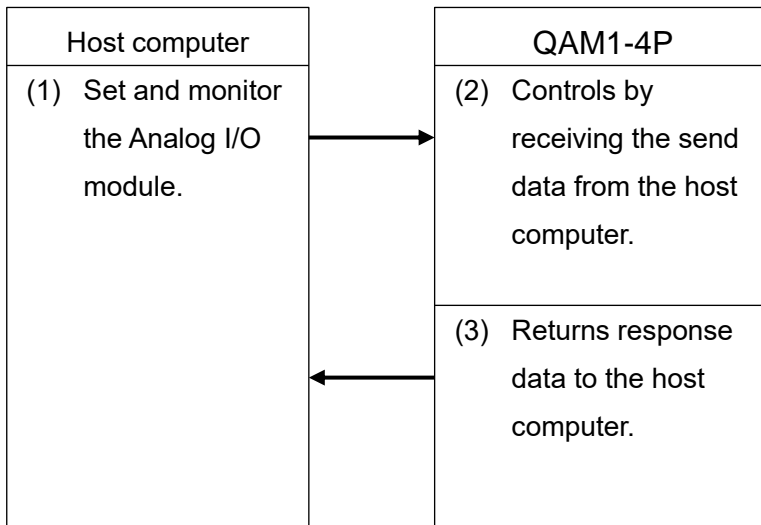 Host computer
(1) Set and monitor
the Analog I/O
module.
QAM1-4P
(2) Controls by
receiving the send
data from the host
computer.
(3) Returns response
data to the host
computer.